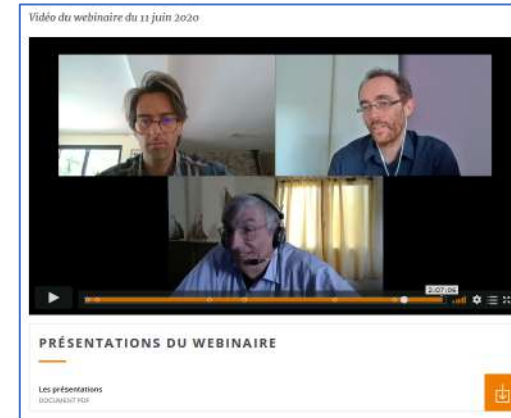 Vidéo du webinaire du 11 juin 2020
2:07:06
PRÉSENTATIONS DU WEBINAIRE
Les présentations
DOCUMENT PDF